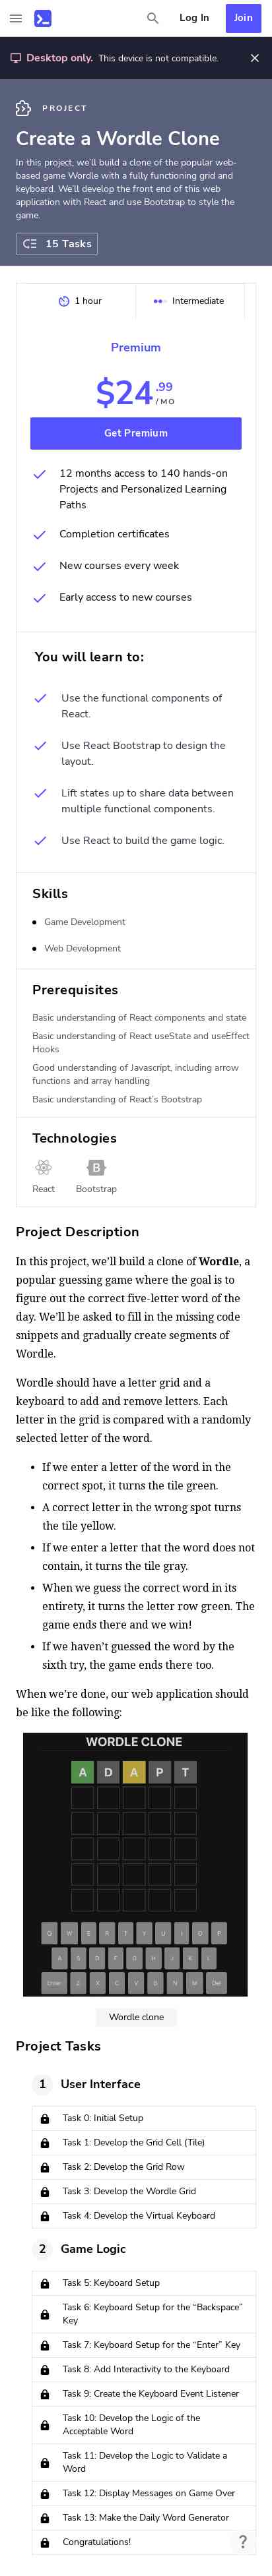 Log In
Join
Desktop only. This device is not compatible.
PROJECT
Create a Wordle Clone
In this project, we’ll build a clone of the popular web-
based game Wordle with a fully functioning grid and
keyboard. We’ll develop the front end of this web
application with React and use Bootstrap to style the
game.
15 Tasks
1 hour
Intermediate
Premium
$24.99
/ MO
Get Premium
12 months access to 140 hands-on
Projects and Personalized Learning
Paths
Completion certificates
New courses every week
Early access to new courses
You will learn to:
Use the functional components of
React.
Use React Bootstrap to design the
layout.
Lift states up to share data between
multiple functional components.
Use React to build the game logic.
Skills
Game Development
Web Development
Prerequisites
Basic understanding of React components and state
Basic understanding of React useState and useEffect
Hooks
Good understanding of Javascript, including arrow
functions and array handling
Basic understanding of React’s Bootstrap
Technologies
B
React
Bootstrap
Project Description
In this project, we’ll build a clone of Wordle, a
popular guessing game where the goal is to
figure out the correct five-letter word of the
day. We’ll be asked to fill in the missing code
snippets and gradually create segments of
Wordle.
Wordle should have a letter grid and a
keyboard to add and remove letters. Each
letter in the grid is compared with a randomly
selected letter of the word.
• If we enter a letter of the word in the
correct spot, it turns the tile green.
• A correct letter in the wrong spot turns
the tile yellow.
• If we enter a letter that the word does not
contain, it turns the tile gray.
• When we guess the correct word in its
entirety, it turns the letter row green. The
game ends there and we win!
• If we haven’t guessed the word by the
sixth try, the game ends there too.
When we’re done, our web application should
be like the following:
WORDLE CLONE
A D A P T
Q W E R T Y U I O P
A S D F G H J K L
Enter Z X C V B N M Del
Wordle clone
Project Tasks
1 User Interface
Task 0: Initial Setup
Task 1: Develop the Grid Cell (Tile)
Task 2: Develop the Grid Row
Task 3: Develop the Wordle Grid
Task 4: Develop the Virtual Keyboard
2 Game Logic
Task 5: Keyboard Setup
Task 6: Keyboard Setup for the “Backspace”
Key
Task 7: Keyboard Setup for the “Enter” Key
Task 8: Add Interactivity to the Keyboard
Task 9: Create the Keyboard Event Listener
Task 10: Develop the Logic of the
Acceptable Word
Task 11: Develop the Logic to Validate a
Word
Task 12: Display Messages on Game Over
Task 13: Make the Daily Word Generator
Congratulations!
?